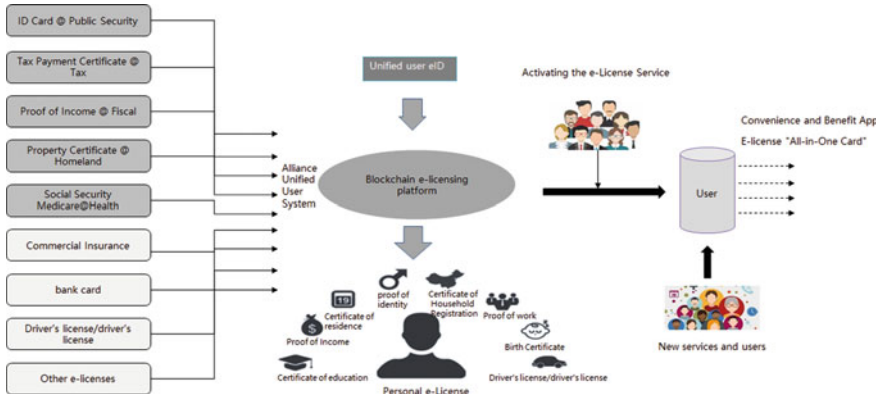 ID Card @ Public Security
Tax Payment Certificate @
Tax
Proof of Income @ Fiscal
Property Certificate @
Homeland
Social Security
Medicare@Health
Commercial Insurance
bank card
Driver's license/driver's
license
Other e-licenses
Alliance
Unified
User
System
Unified user eID
Blockchain e-licensing
platform
Activating the e-License Service
User
Convenience and Benefit App
E-license "All-in-One Card"
New services and users
19
proof of
identity
Certificate of
Household
Registration
Proof of work
Certificate of
residence
$
Proof of Income
Birth Certificate
Certificate of education
Driver's license/driver's license
Personal e-License